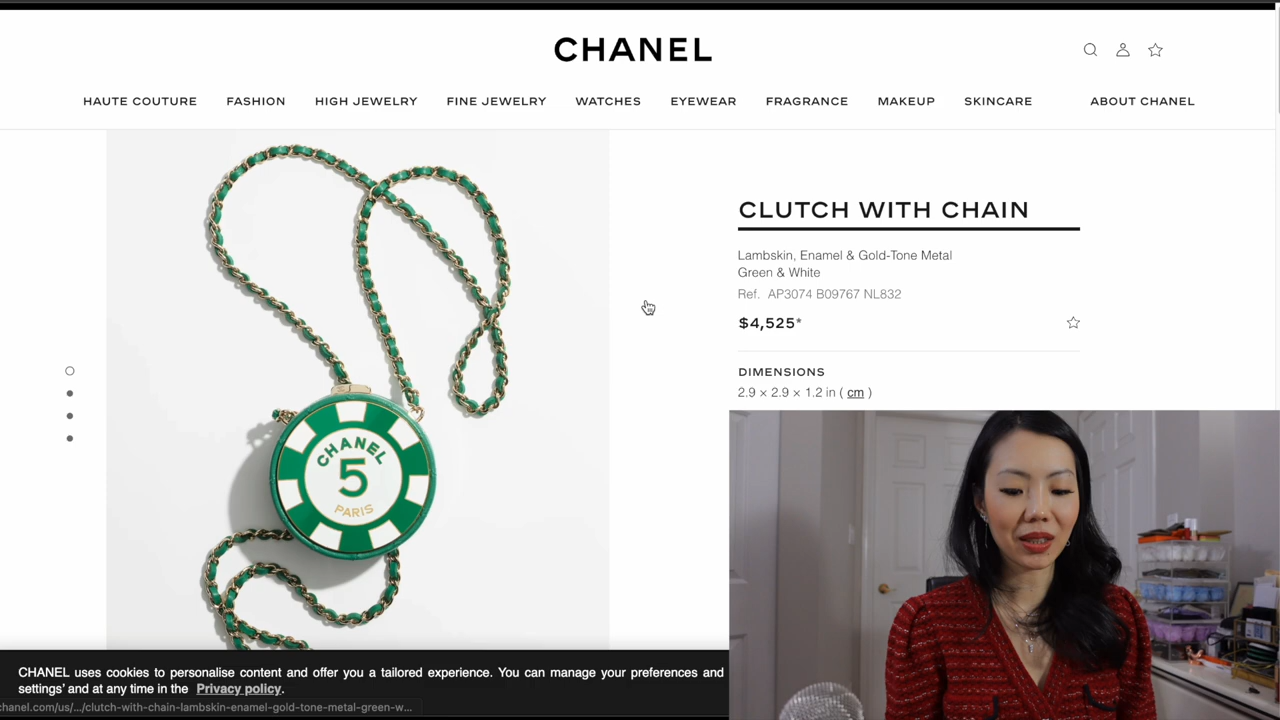 CHANEL
HAUTE COUTURE FASHION HIGH JEWELRY FINE JEWELRY WATCHES EYEWEAR FRAGRANCE MAKEUP SKINCARE ABOUT CHANEL
CLUTCH WITH CHAIN
Lambskin, Enamel & Gold-Tone Metal
Green & White
Ref. AP3074 B09767 NL832
$4,525*
DIMENSIONS
2.9 × 2.9 × 1.2 in ( cm )
CHANEL
5
PARIS
CHANEL uses cookies to personalise content and offer you a tailored experience. You can manage your preferences and
settings' and at any time in the Privacy policy.
chanel.com/us/.../clutch-with-chain-lambskin-enamel-gold-tone-metal-green-w...